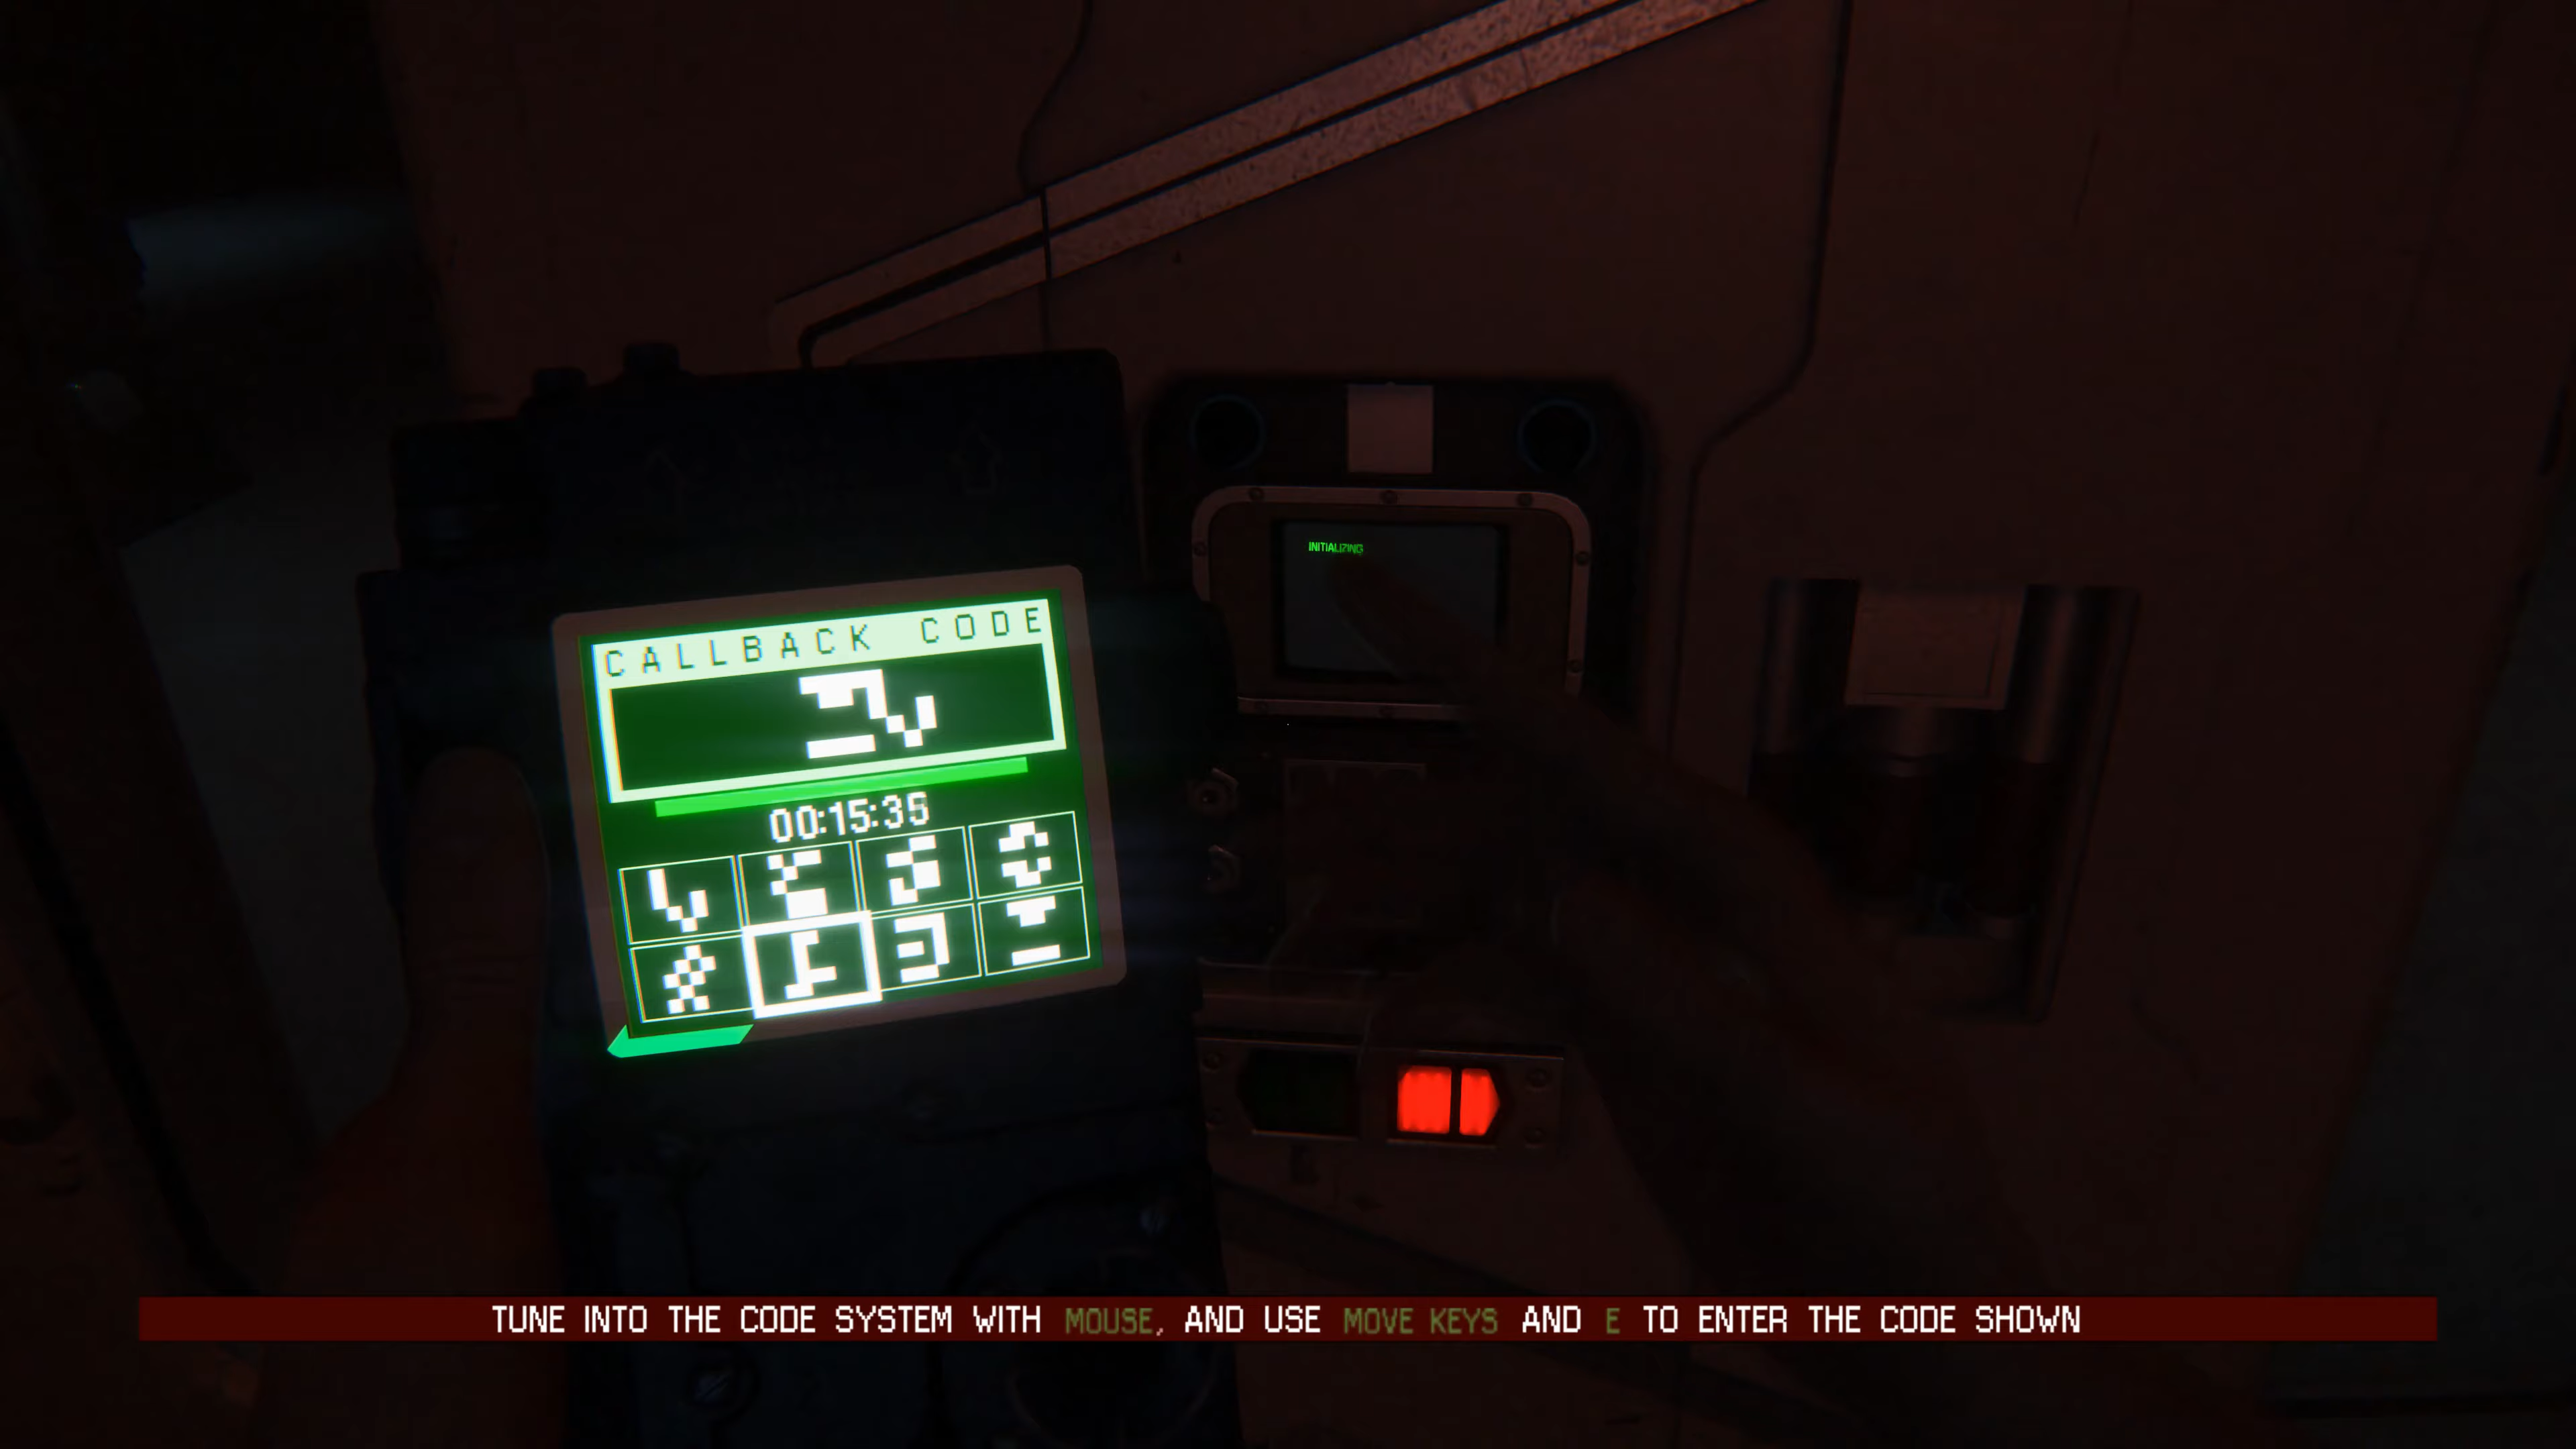 INITIALIZING
CALLBACK CODE
00:15:35
TUNE INTO THE CODE SYSTEM WITH MOUSE, AND USE MOVE KEYS AND E TO ENTER THE CODE SHOWN